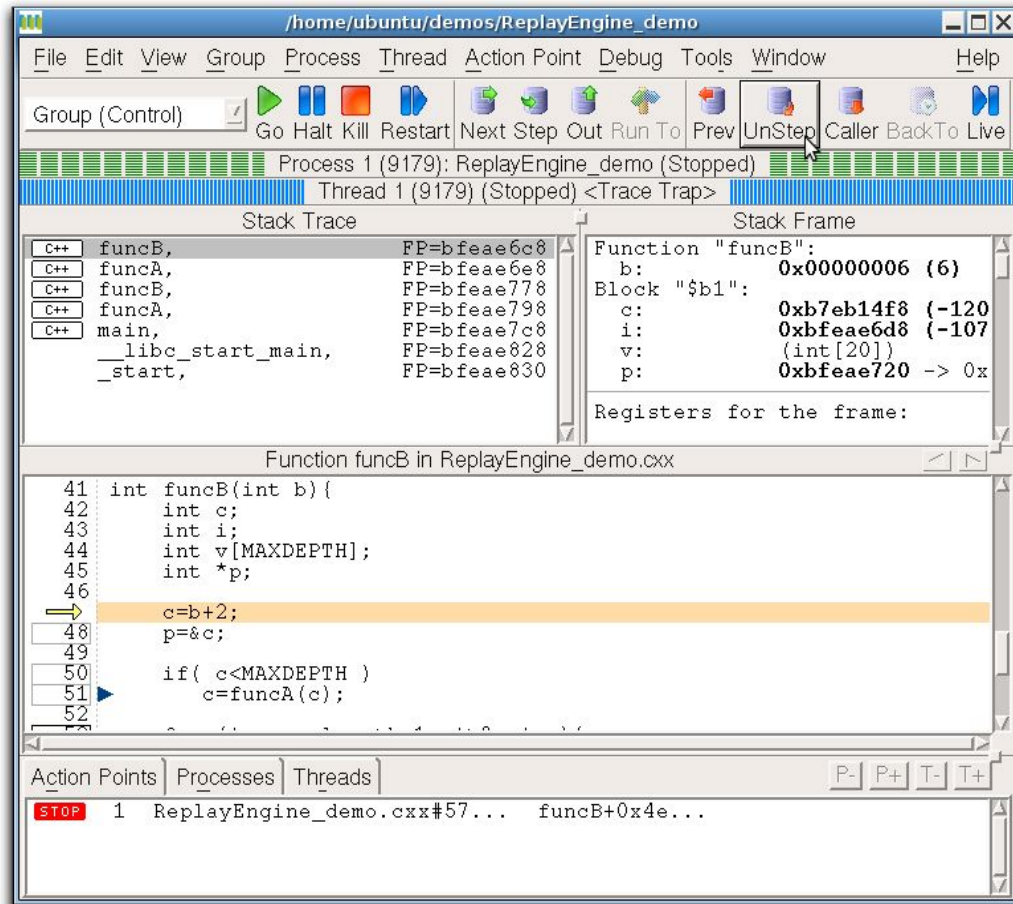 /home/ubuntu/demos/ReplayEngine_demo
File Edit View Group Process Thread Action Point Debug Tools Window Help
Group (Control) Go Halt Kill Restart Next Step Out Run To Prev UnStep Caller BackTo Live
Process 1 (9179): ReplayEngine_demo (Stopped)
Thread 1 (9179) (Stopped) <Trace Trap>
Stack Trace
C++ funcB, FP=bfeae6c8
C++ funcA, FP=bfeae6e8
C++ funcB, FP=bfeae778
C++ funcA, FP=bfeae798
C++ main, FP=bfeae7c8
__libc_start_main, FP=bfeae828
_start, FP=bfeae830
Stack Frame
Function "funcB":
b: 0x00000006 (6)
Block "$b1":
c: 0xb7eb14f8 (-120
i: 0xbfeae6d8 (-107
v: (int[20])
p: 0xbfeae720 -> 0x
Registers for the frame:
Function funcB in ReplayEngine_demo.cxx
41 int funcB(int b){
42 int c;
43 int i;
44 int v[MAXDEPTH];
45 int *p;
46
c=b+2;
48 p=&c;
49
50 if( c<MAXDEPTH )
51 c=funcA(c);
52
Action Points Processes Threads P- P+ T- T+
STOP 1 ReplayEngine_demo.cxx#57... funcB+0x4e...